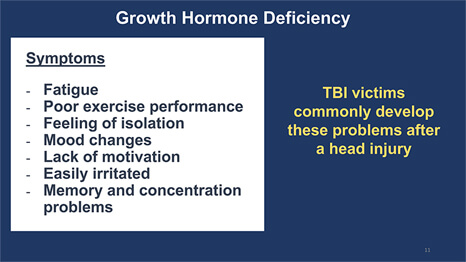 Growth Hormone Deficiency
Symptoms
- Fatigue
- Poor exercise performance
- Feeling of isolation
- Mood changes
- Lack of motivation
- Easily irritated
- Memory and concentration
problems
TBI victims
commonly develop
these problems after
a head injury
11